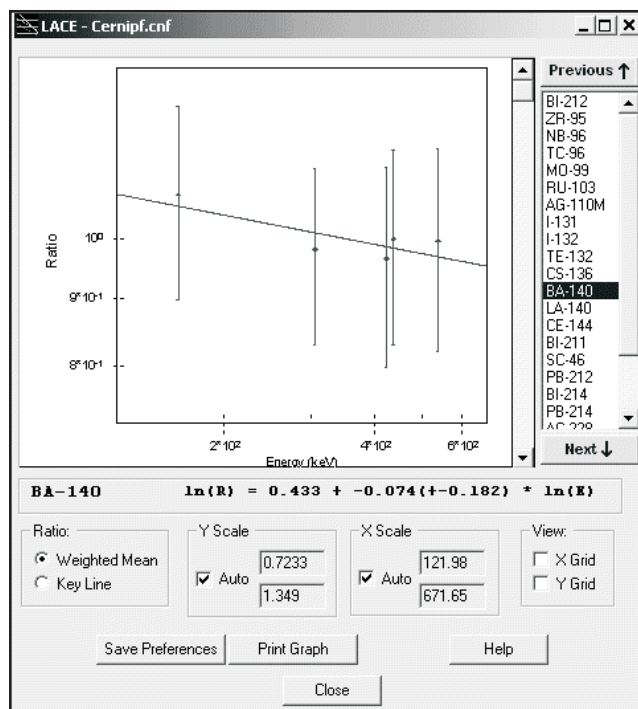 LACE - Cernipf.cnf
Previous ↑
BI-212
ZR-95
NB-96
TC-96
MO-99
RU-103
AG-110M
I-131
I-132
TE-132
CS-136
BA-140
LA-140
CE-144
BI-211
SC-46
PB-212
BI-214
PB-214
AC-228
Next ↓
Ratio
10⁰
9*10-¹
8*10-¹
2*10² 4*10² 6*10²
Energy (keV)
BA-140 ln(R) = 0.433 + -0.074(+-0.182) * ln(E)
Ratio:
Weighted Mean
Key Line
Y Scale
Auto
0.7233
1.349
X Scale
Auto
121.98
671.65
View:
X Grid
Y Grid
Save Preferences
Print Graph
Help
Close